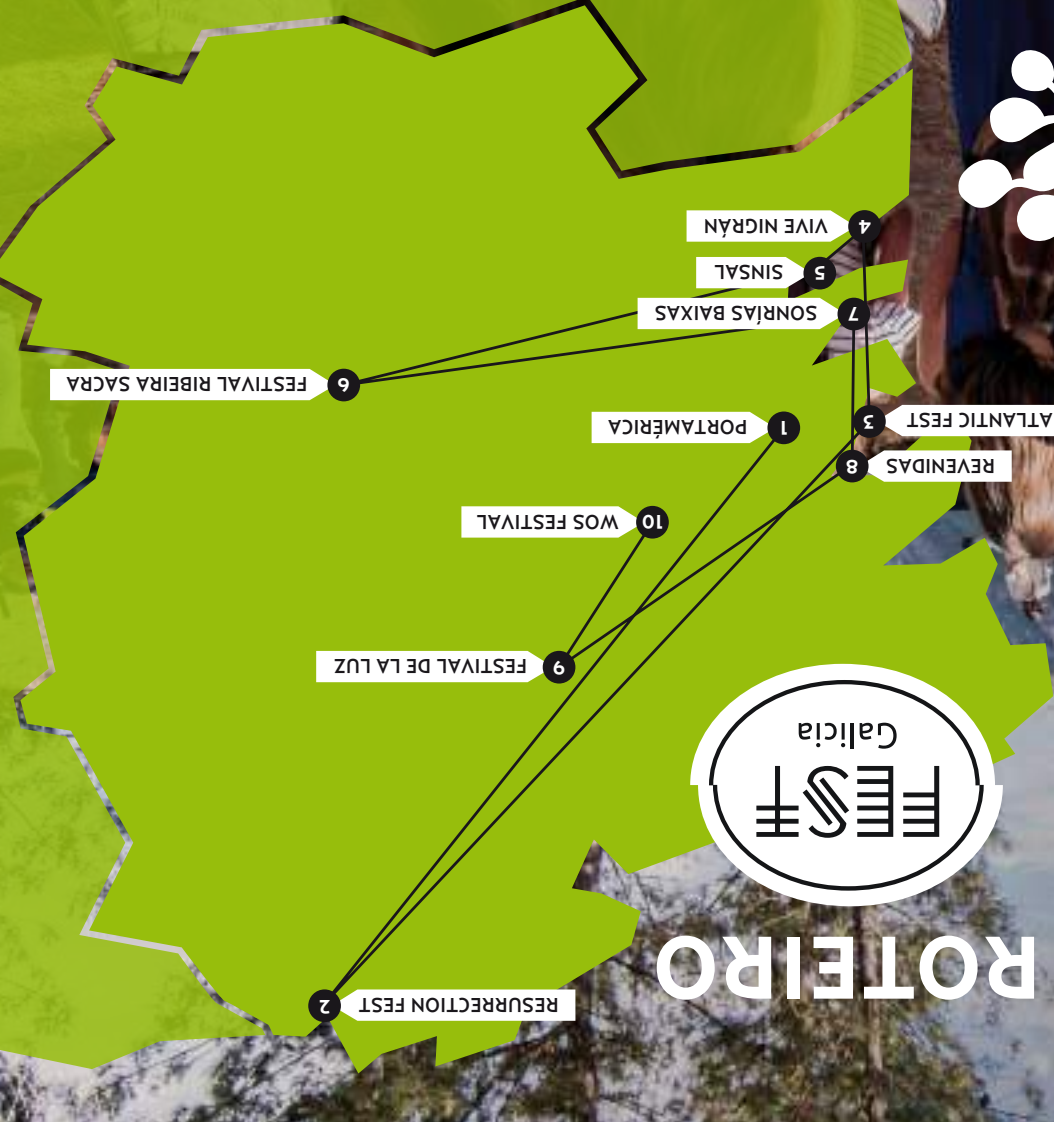 ROTEIRO
FEST
Galicia
RESURRECTION FEST 2
9 FESTIVAL DE LA LUZ
10 WOS FESTIVAL
REVENIDAS 8
1 PORTAMÉRICA
ATLANTIC FEST 3
6 FESTIVAL RIBEIRA SACRA
7 SONRÍAS BAIXAS
5 SINSAL
4 VIVE NIGRÁN